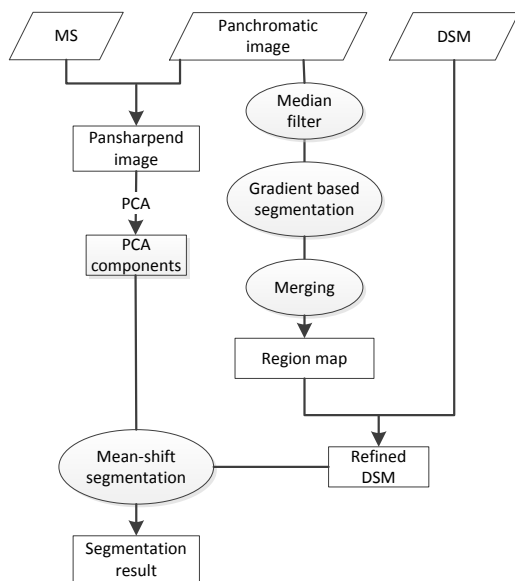 MS
Panchromatic
image
DSM
Median
filter
Pansharpend
image
Gradient based
segmentation
PCA
PCA
components
Merging
Region map
Mean-shift
segmentation
Refined
DSM
Segmentation
result